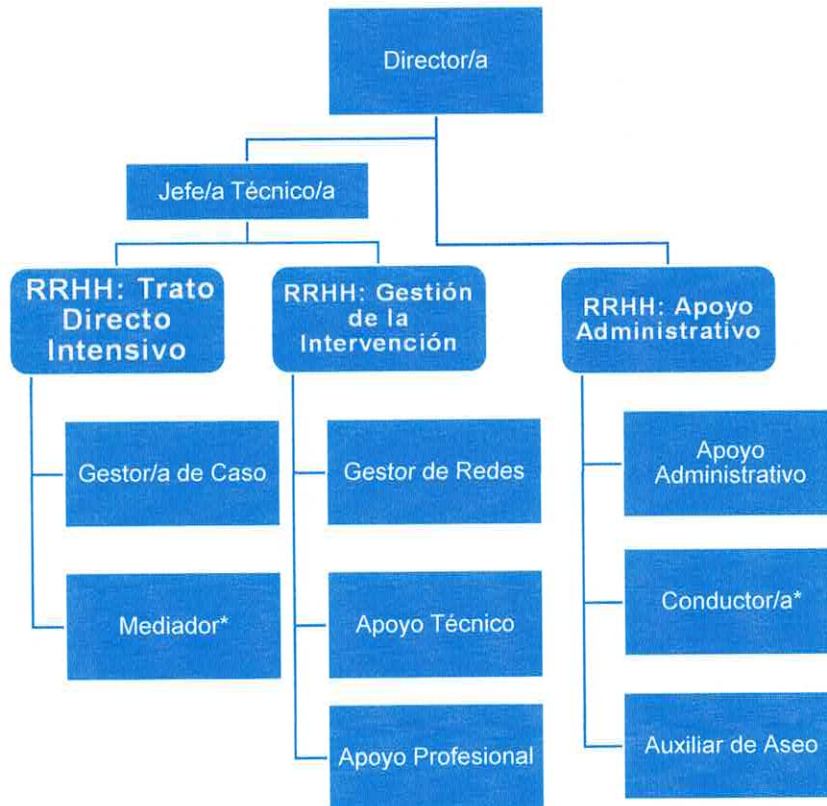 Director/a
Jefe/a Técnico/a
RRHH: Trato
Directo
Intensivo
RRHH: Gestión
de la
Intervención
RRHH: Apoyo
Administrativo
Gestor/a de Caso
Gestor de Redes
Apoyo
Administrativo
Mediador*
Apoyo Técnico
Conductor/a*
Apoyo Profesional
Auxiliar de Aseo